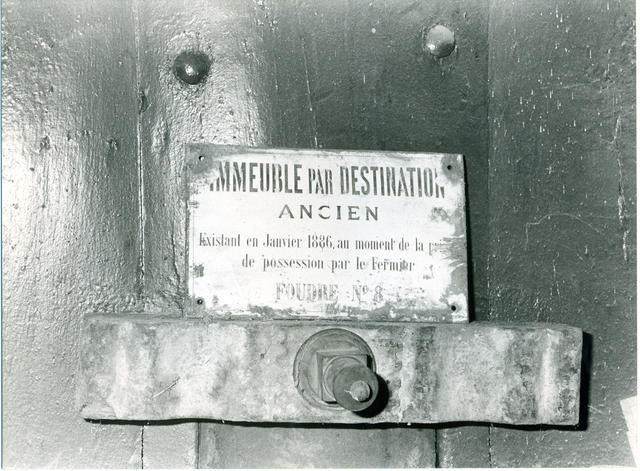 IMMEUBLE PAR DESTINATION
ANCIEN
Existant en Janvier 1886, au moment de la
de possession par le Fermier
FOUDRE Nº 8